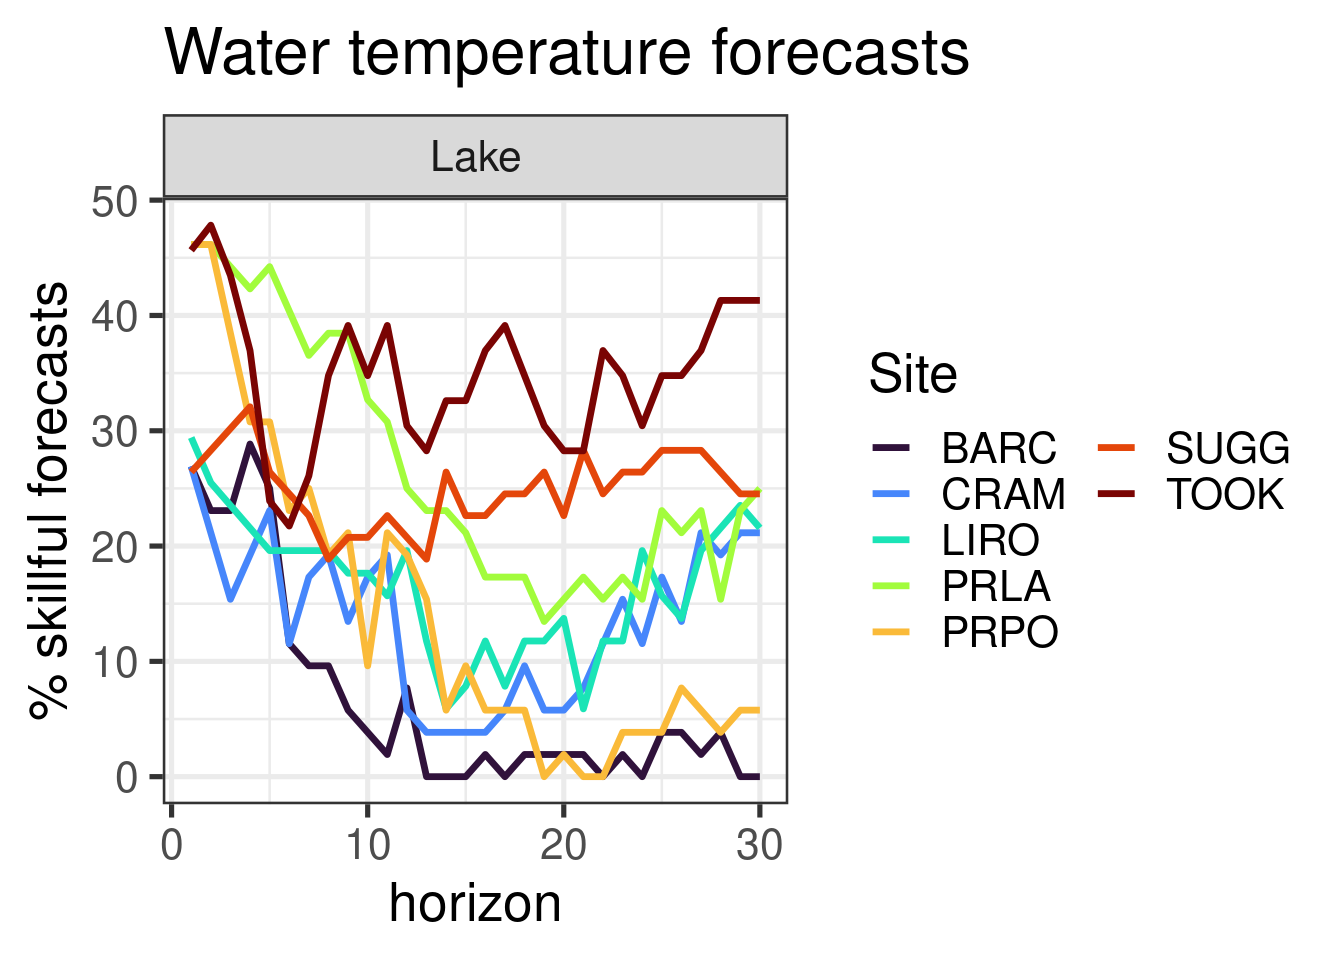 Water temperature forecasts
Lake
% skillful forecasts
50
40
30
20
10
0
0 10 20 30
horizon
Site
BARC SUGG
CRAM TOOK
LIRO
PRLA
PRPO